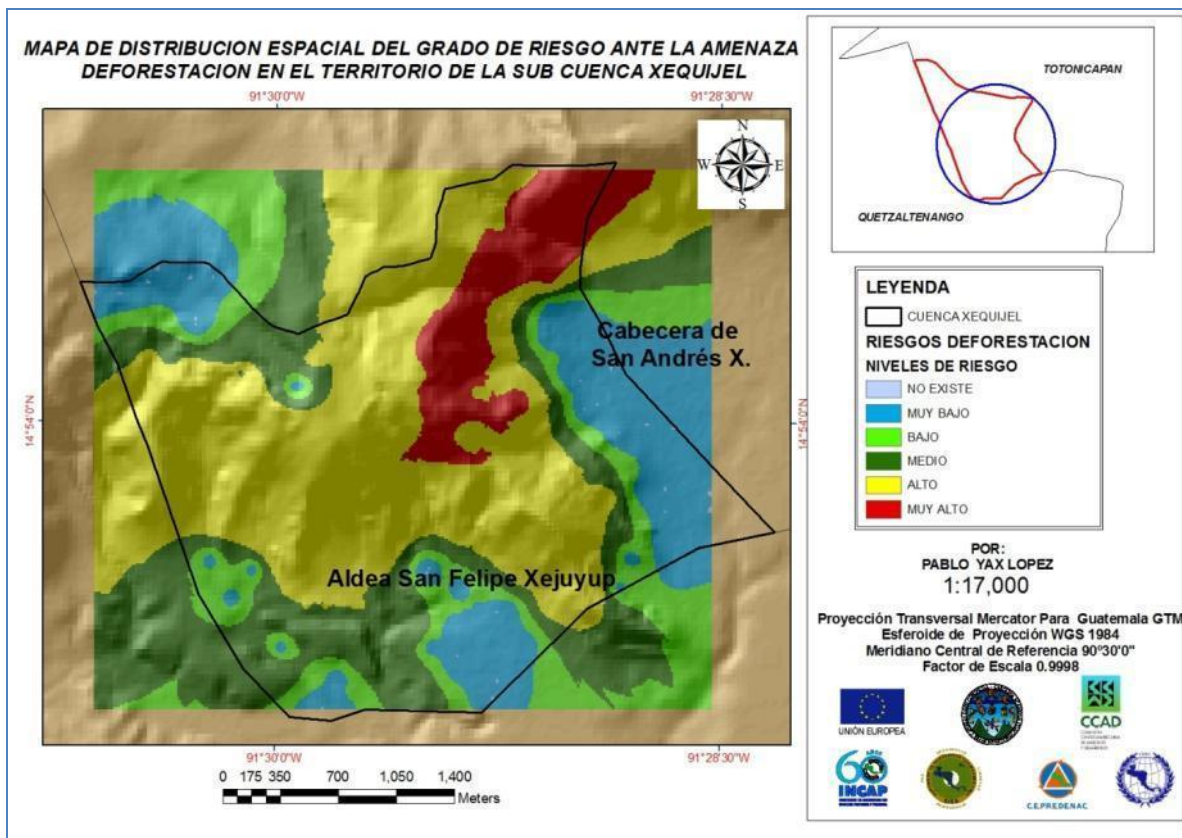 MAPA DE DISTRIBUCION ESPACIAL DEL GRADO DE RIESGO ANTE LA AMENAZA
DEFORESTACION EN EL TERRITORIO DE LA SUB CUENCA XEQUIJEL
91°30'0"W
91°28'30"W
N
W
E
S
Cabecera de
San Andrés X.
14°54'0"N
14°54'0"N
Aldea San Felipe Xejuyup
91°30'0"W
91°28'30"W
0 175 350 700 1,050 1,400
Meters
TOTONICAPAN
QUETZALTENANGO
LEYENDA
CUENCA XEQUIJEL
RIESGOS DEFORESTACION
NIVELES DE RIESGO
NO EXISTE
MUY BAJO
BAJO
MEDIO
ALTO
MUY ALTO
POR:
PABLO YAX LOPEZ
1:17,000
Proyección Transversal Mercator Para Guatemala GTM
Esferoide de Proyección WGS 1984
Meridiano Central de Referencia 90°30'0"
Factor de Escala 0.9998
UNIÓN EUROPEA
CCAD
60 AÑOS
INCAP
C.E.PREDENAC